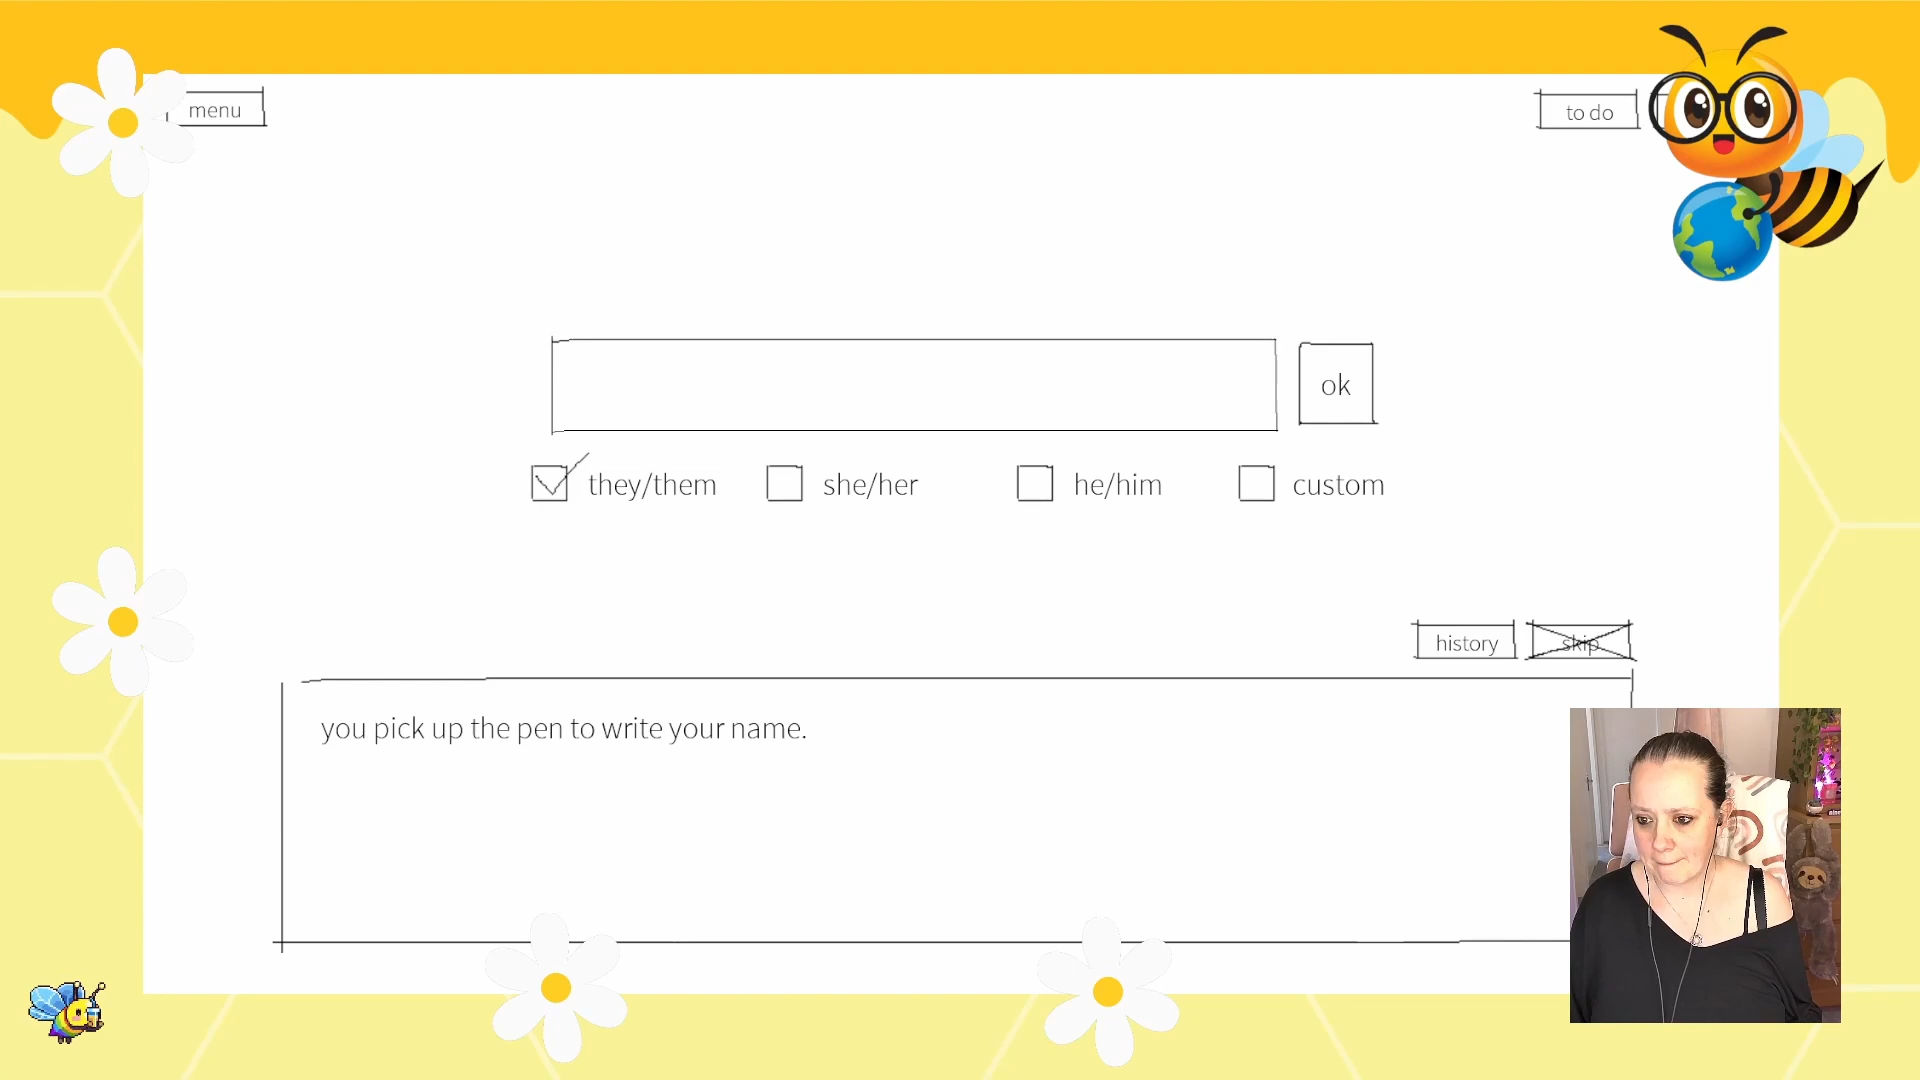 menu
to do
ok
they/them
she/her
he/him
custom
history
skip
you pick up the pen to write your name.